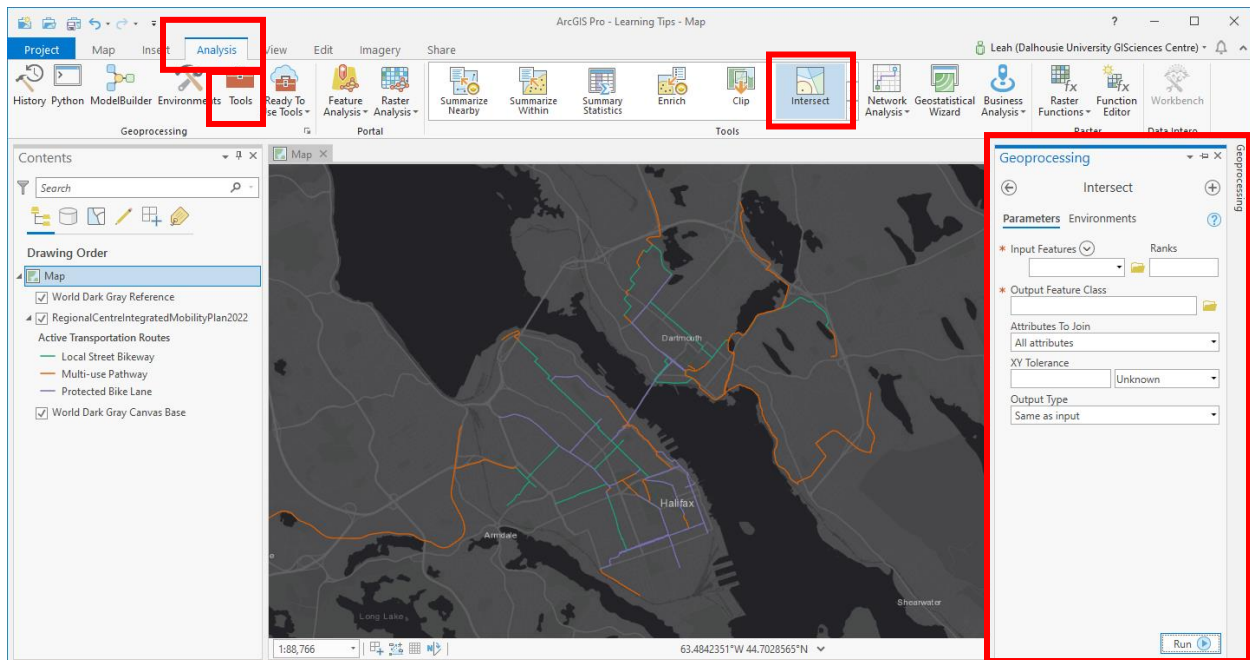 ArcGIS Pro - Learning Tips - Map
?
Project Map Insert Analysis View Edit Imagery Share
Leah (Dalhousie University GISciences Centre)
History Python ModelBuilder Environments Tools Ready To Use Tools
Feature Analysis Raster Analysis
Summarize Nearby Summarize Within Summary Statistics Enrich Clip Intersect
Network Analysis Geostatistical Wizard Business Analysis Raster Functions Function Editor Workbench
Geoprocessing Portal Tools Raster Data Intero
Contents
Search
Drawing Order
Map
World Dark Gray Reference
RegionalCentreIntegratedMobilityPlan2022
Active Transportation Routes
Local Street Bikeway
Multi-use Pathway
Protected Bike Lane
World Dark Gray Canvas Base
Map
Dartmouth
Halifax
Armdale
Long Lake
Shearwater
1:88,766
63.4842351°W 44.7028565°N
Geoprocessing
Intersect
Parameters Environments
* Input Features Ranks
* Output Feature Class
Attributes To Join
All attributes
XY Tolerance
Unknown
Output Type
Same as input
Run
Geoprocessing